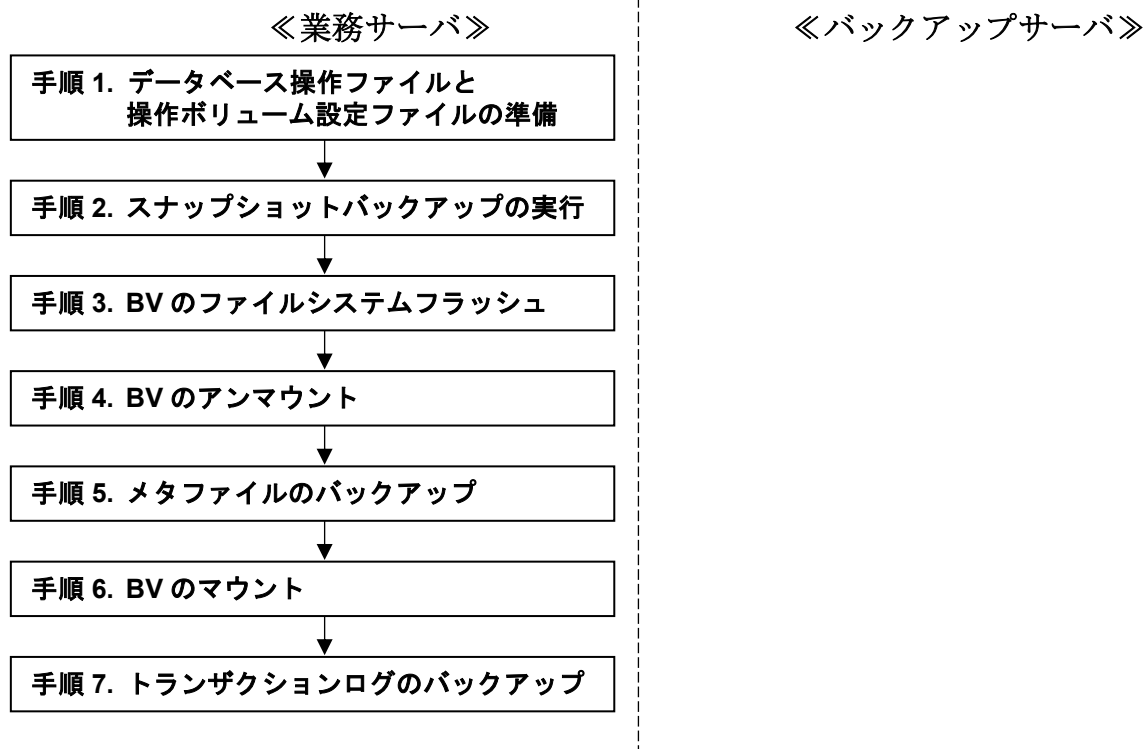 ≪業務サーバ≫
≪バックアップサーバ≫
手順 1. データベース操作ファイルと
操作ボリューム設定ファイルの準備
手順 2. スナップショットバックアップの実行
手順 3. BV のファイルシステムフラッシュ
手順 4. BV のアンマウント
手順 5. メタファイルのバックアップ
手順 6. BV のマウント
手順 7. トランザクションログのバックアップ